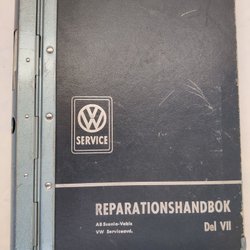 VW
SERVICE
REPARATIONSHANDBOK
AB Scania-Vabis
VW Serviceavd.
Del VII